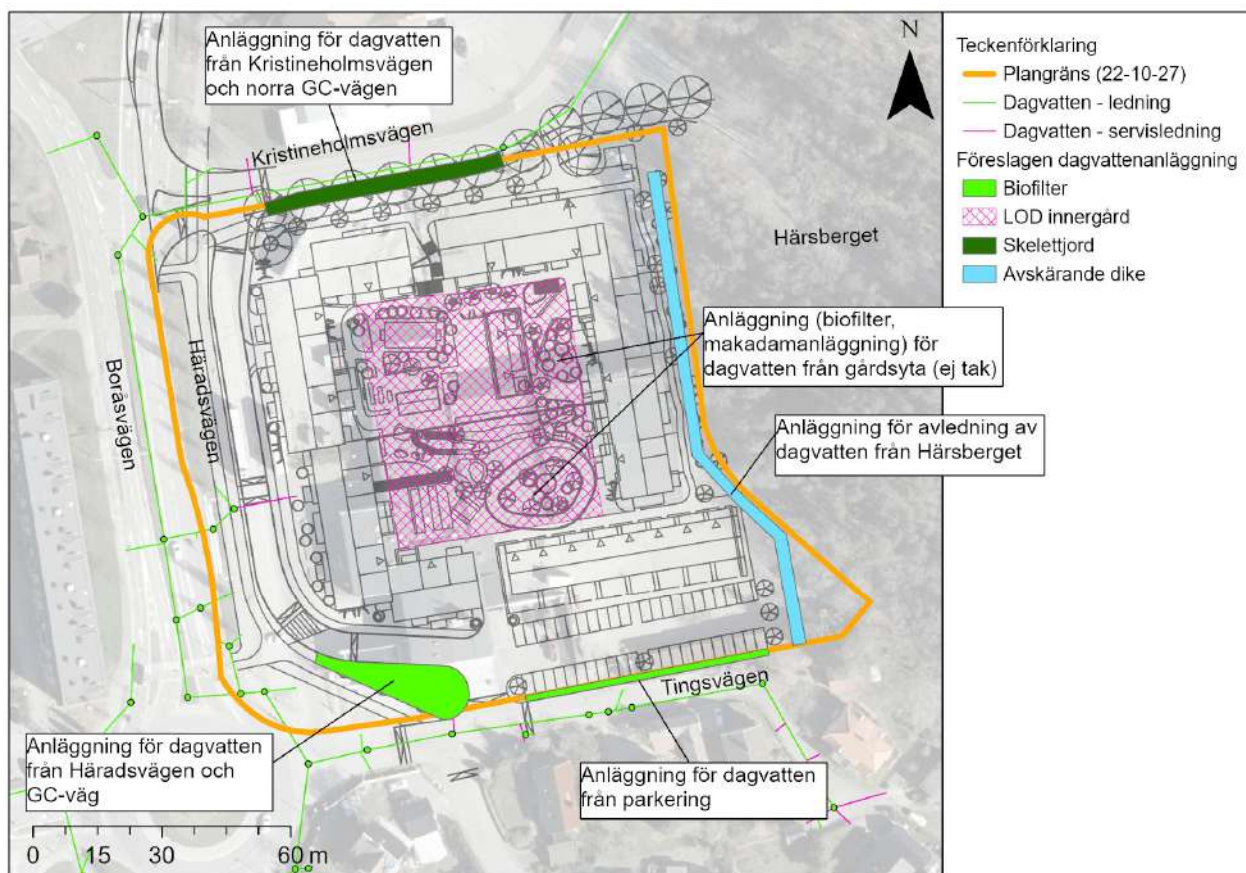 Anläggning för dagvatten
från Kristineholmsvägen
och norra GC-vägen
N
Kristineholmsvägen
Härsberget
Anläggning (biofilter,
makadamanläggning) för
dagvatten från gårdsyta (ej tak)
Boråsvägen
Häradsvägen
Anläggning för avledning av
dagvatten från Härsberget
Tingsvägen
Anläggning för dagvatten
från Häradsvägen och
GC-väg
Anläggning för dagvatten
från parkering
0 15 30 60 m
Teckenförklaring
Plangräns (22-10-27)
Dagvatten - ledning
Dagvatten - servisledning
Föreslagen dagvattenanläggning
Biofilter
LOD innergård
Skelettjord
Avskärande dike